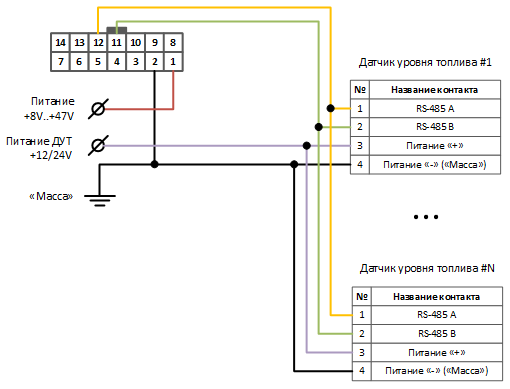 14 13 12 11 10 9 8
7 6 5 4 3 2 1
Питание
+8V..+47V
Питание ДУТ
+12/24V
«Масса»
Датчик уровня топлива #1
№ Название контакта
1 RS-485 A
2 RS-485 B
3 Питание «+»
4 Питание «-» («Масса»)
...
Датчик уровня топлива #N
№ Название контакта
1 RS-485 A
2 RS-485 B
3 Питание «+»
4 Питание «-» («Масса»)